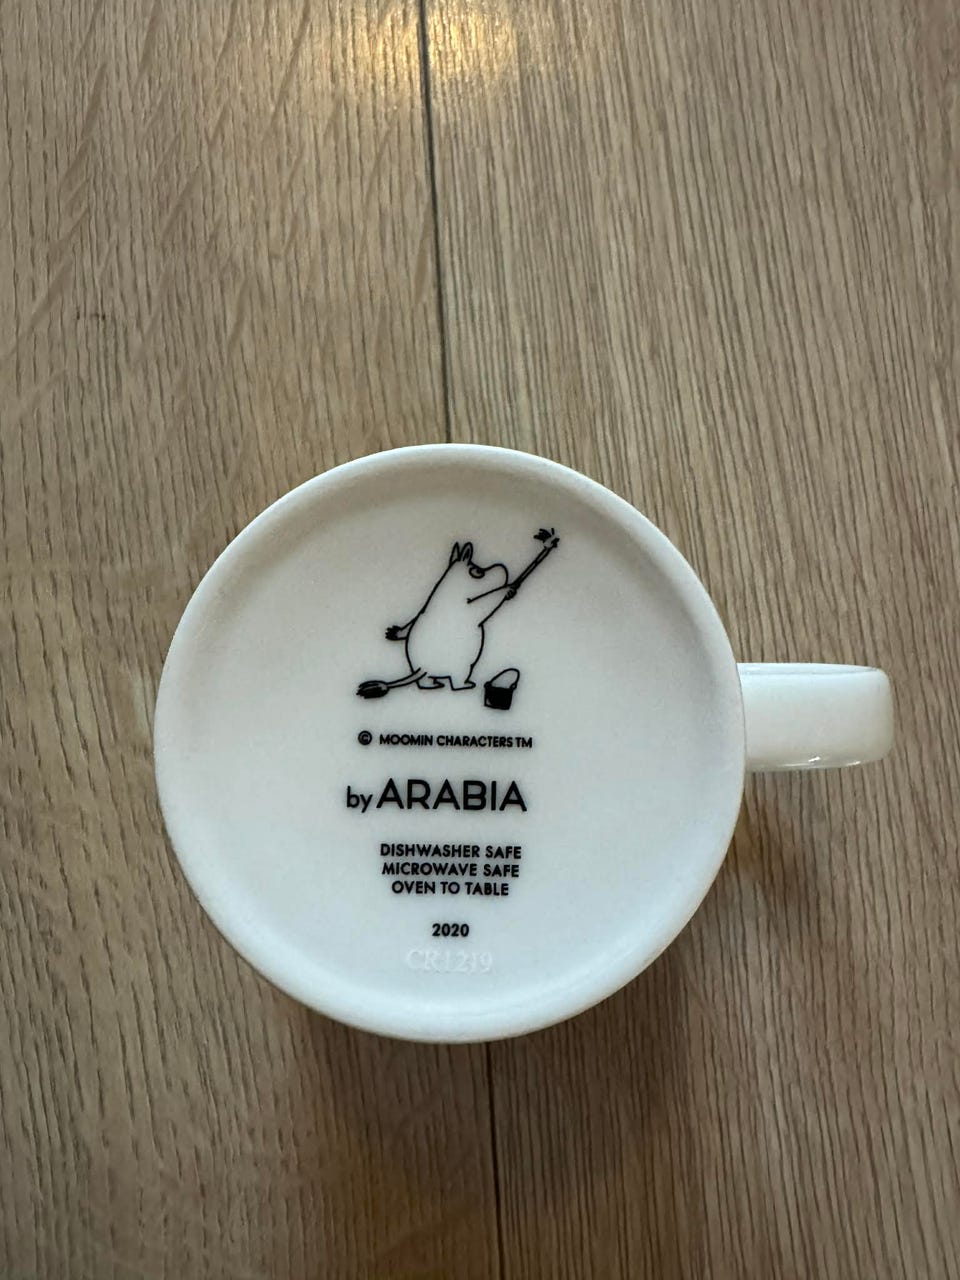 © MOOMIN CHARACTERS TM
by ARABIA
DISHWASHER SAFE
MICROWAVE SAFE
OVEN TO TABLE
2020
CR1219